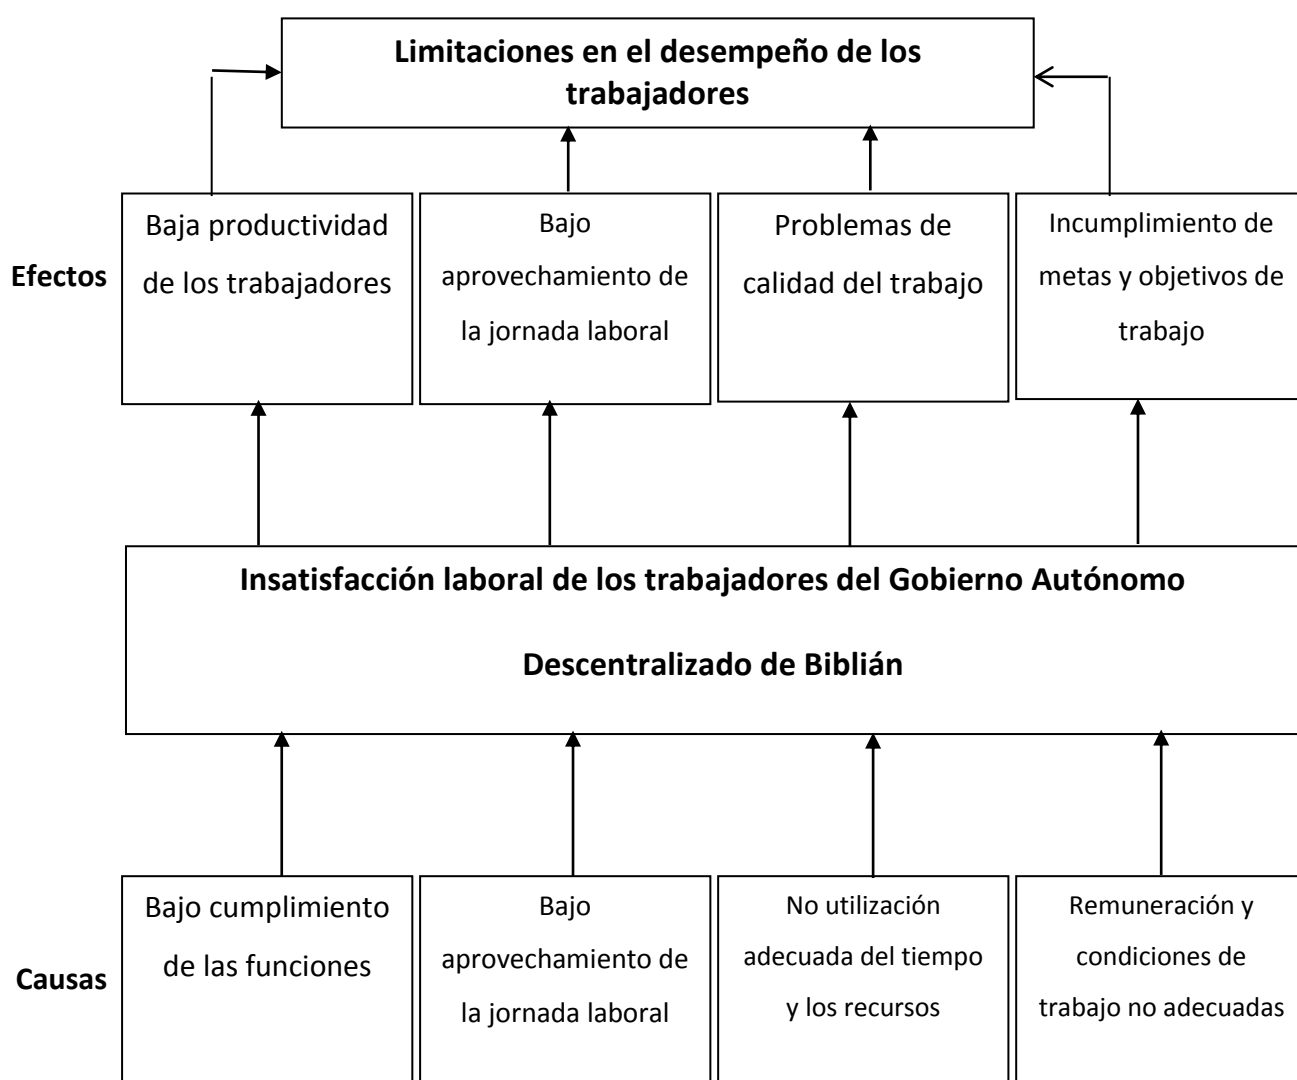 Limitaciones en el desempeño de los
trabajadores
Efectos
Baja productividad
de los trabajadores
Bajo
aprovechamiento de
la jornada laboral
Problemas de
calidad del trabajo
Incumplimiento de
metas y objetivos de
trabajo
Insatisfacción laboral de los trabajadores del Gobierno Autónomo
Descentralizado de Biblián
Causas
Bajo cumplimiento
de las funciones
Bajo
aprovechamiento de
la jornada laboral
No utilización
adecuada del tiempo
y los recursos
Remuneración y
condiciones de
trabajo no adecuadas